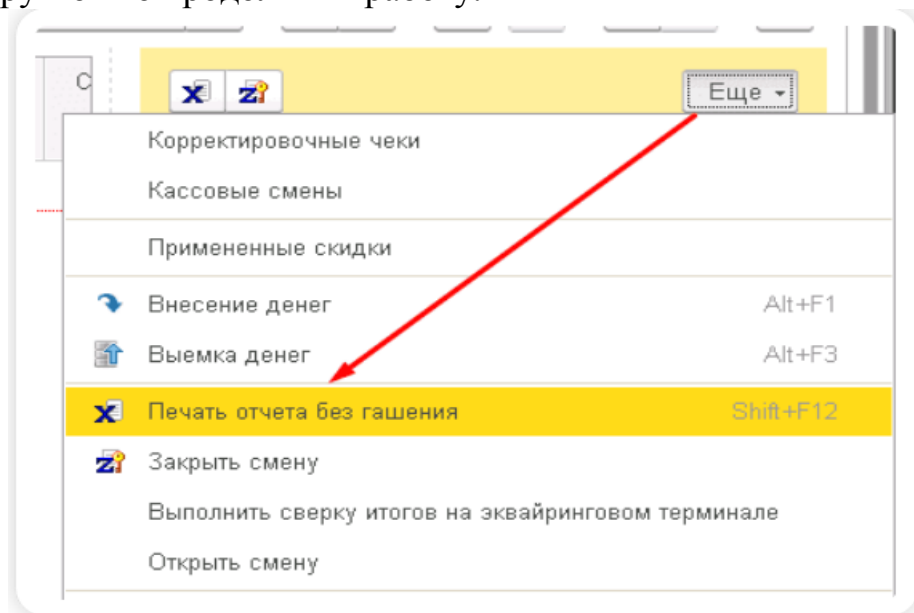 С
Еще
Корректировочные чеки
Кассовые смены
Примененные скидки
Внесение денег Alt+F1
Выемка денег Alt+F3
Печать отчета без гашения Shift+F12
Закрыть смену
Выполнить сверку итогов на эквайринговом терминале
Открыть смену